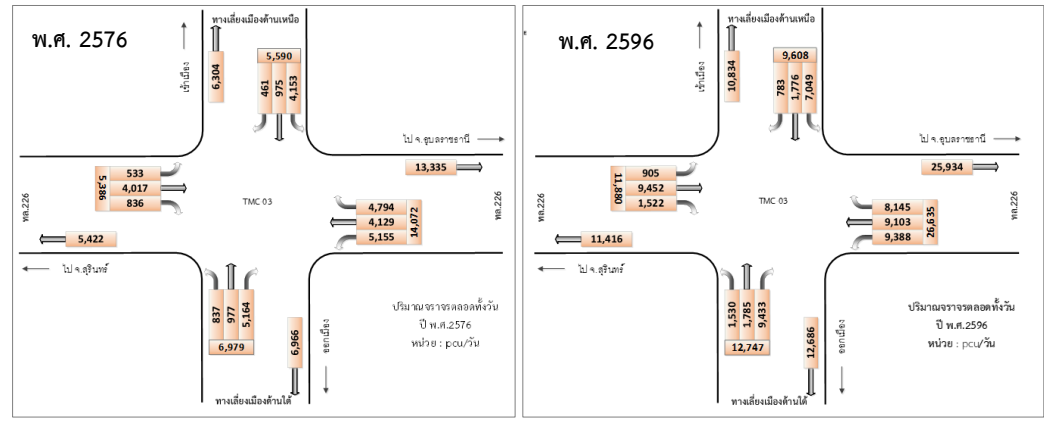 พ.ศ. 2576
ทางเลี่ยงเมืองด้านเหนือ
เข้าเมือง
6,304
5,590
461
975
4,153
ไป จ.อุบลราชธานี
13,335
5,386
533
4,017
836
ทล.226
TMC 03
4,794
4,129
5,155
14,072
ทล.226
5,422
ไป จ.สุรินทร์
837
977
5,164
6,979
6,966
ออกเมือง
ปริมาณจราจรตลอดทั้งวัน
ปี พ.ศ.2576
หน่วย : pcu/วัน
ทางเลี่ยงเมืองด้านใต้
พ.ศ. 2596
ทางเลี่ยงเมืองด้านเหนือ
เข้าเมือง
10,834
9,608
783
1,776
7,049
ไป จ.อุบลราชธานี
25,934
11,880
905
9,452
1,522
ทล.226
TMC 03
8,145
9,103
9,388
26,635
ทล.226
11,416
ไป จ.สุรินทร์
1,530
1,785
9,433
12,747
12,686
ออกเมือง
ปริมาณจราจรตลอดทั้งวัน
ปี พ.ศ.2596
หน่วย : pcu/วัน
ทางเลี่ยงเมืองด้านใต้